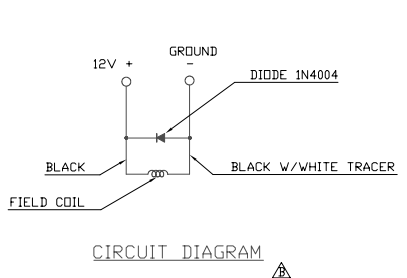 GROUND
12V + -
DIODE 1N4004
BLACK
BLACK W/WHITE TRACER
FIELD COIL
CIRCUIT DIAGRAM
B